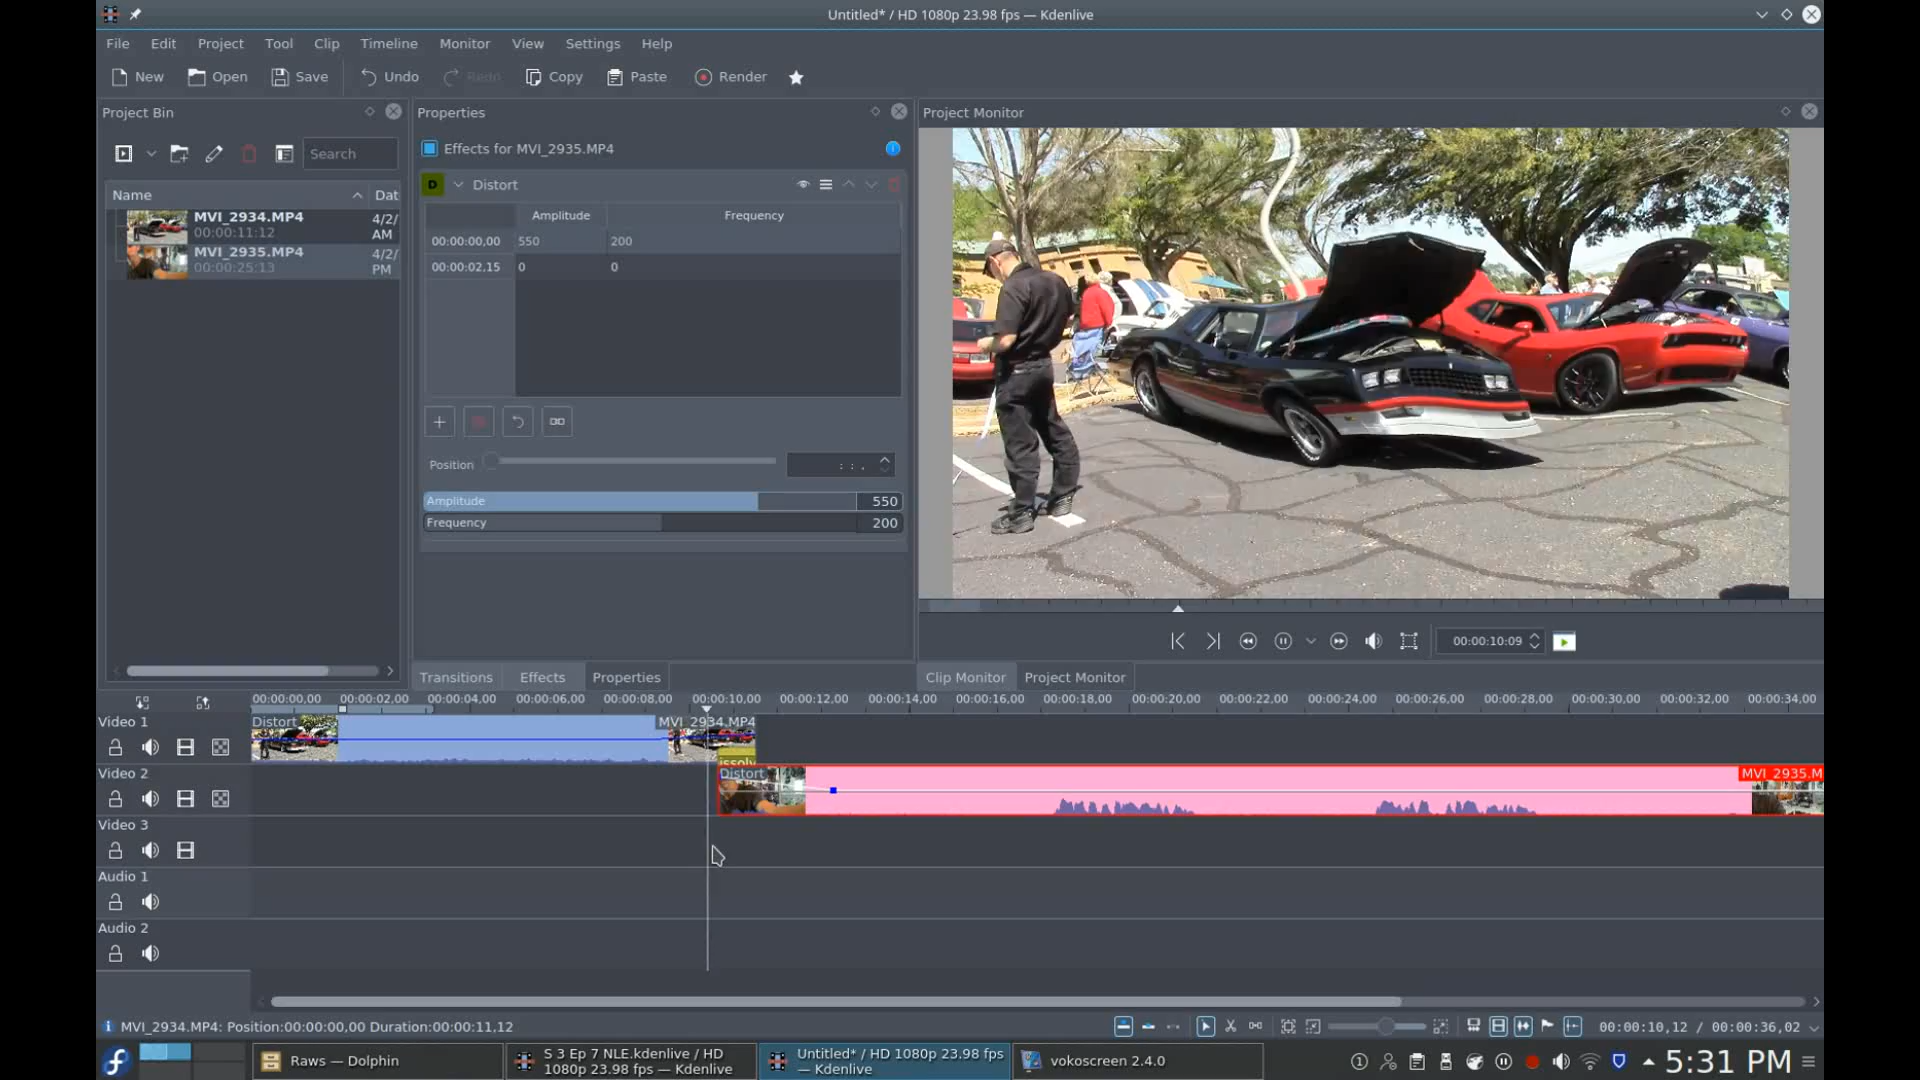 Untitled* / HD 1080p 23.98 fps — Kdenlive
File Edit Project Tool Clip Timeline Monitor View Settings Help
New Open Save Undo Redo Copy Paste Render
Project Bin
Properties
Project Monitor
Search
Effects for MVI_2935.MP4
D Distort
Name Dat
MVI_2934.MP4 4/2/
00:00:11:12 AM
MVI_2935.MP4 4/2/
00:00:25:13 PM
Amplitude Frequency
00:00:00,00 550 200
00:00:02,15 0 0
Position : : ,
Amplitude 550
Frequency 200
00:00:10:09
Transitions Effects Properties
Clip Monitor Project Monitor
00:00:00,00 00:00:02,00 00:00:04,00 00:00:06,00 00:00:08,00 00:00:10,00 00:00:12,00 00:00:14,00 00:00:16,00 00:00:18,00 00:00:20,00 00:00:22,00 00:00:24,00 00:00:26,00 00:00:28,00 00:00:30,00 00:00:32,00 00:00:34,00
Video 1
Distort MVI_2934.MP4
issolv
Video 2
Distort MVI_2935.M
Video 3
Audio 1
Audio 2
MVI_2934.MP4: Position:00:00:00,00 Duration:00:00:11,12
00:00:10,12 / 00:00:36,02
Raws — Dolphin
S 3 Ep 7 NLE.kdenlive / HD
1080p 23.98 fps — Kdenlive
Untitled* / HD 1080p 23.98 fps
— Kdenlive
vokoscreen 2.4.0
1
5:31 PM